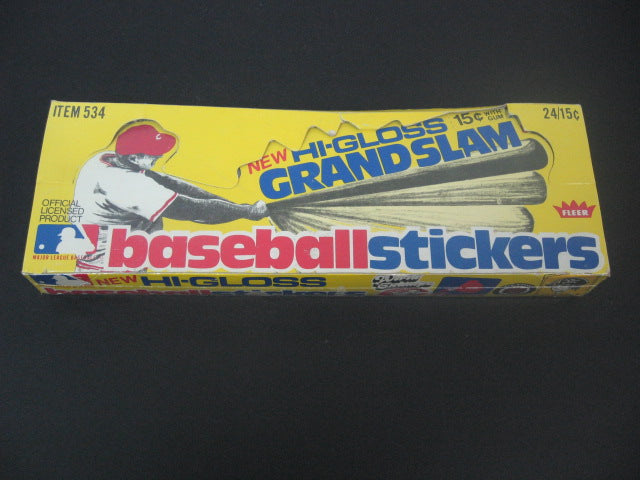 ITEM 534
NEW HI-GLOSS 15¢ WITH GUM
GRAND SLAM
24/15¢
OFFICIAL
LICENSED
PRODUCT
FLEER
MAJOR LEAGUE BASEBALL
baseballstickers
NEW HI-GLOSS
baseballstickers